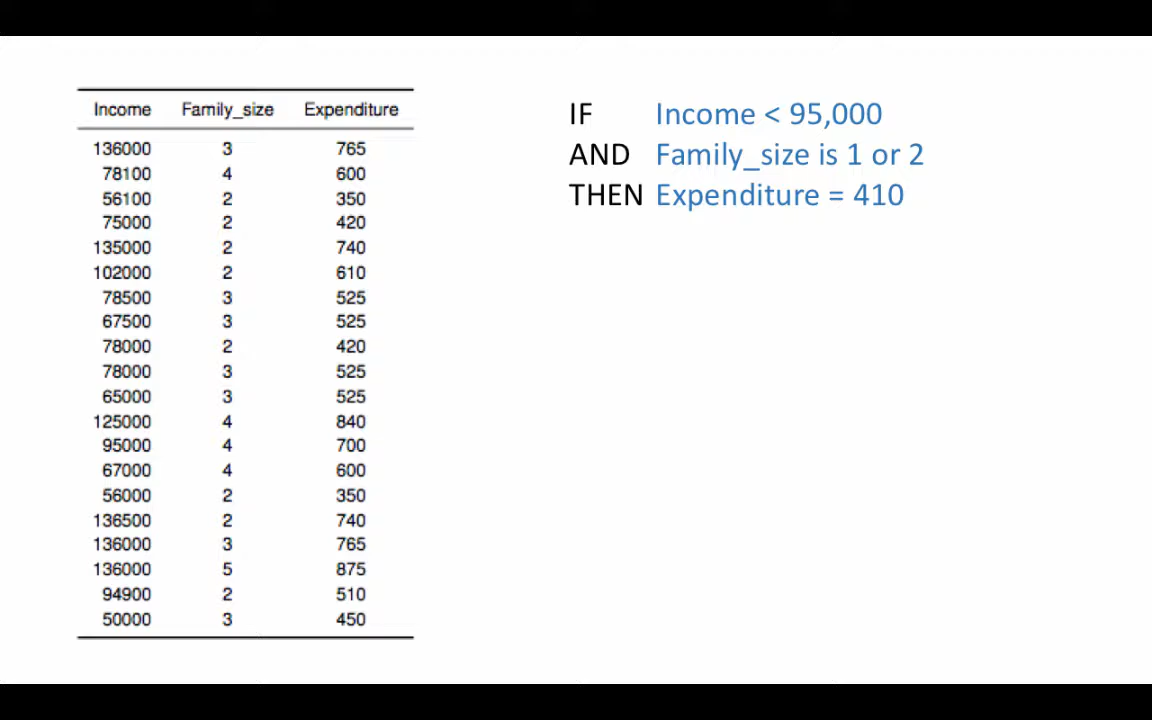 Income Family_size Expenditure
136000 3 765
78100 4 600
56100 2 350
75000 2 420
135000 2 740
102000 2 610
78500 3 525
67500 3 525
78000 2 420
78000 3 525
65000 3 525
125000 4 840
95000 4 700
67000 4 600
56000 2 350
136500 2 740
136000 3 765
136000 5 875
94900 2 510
50000 3 450
IF Income < 95,000
AND Family_size is 1 or 2
THEN Expenditure = 410